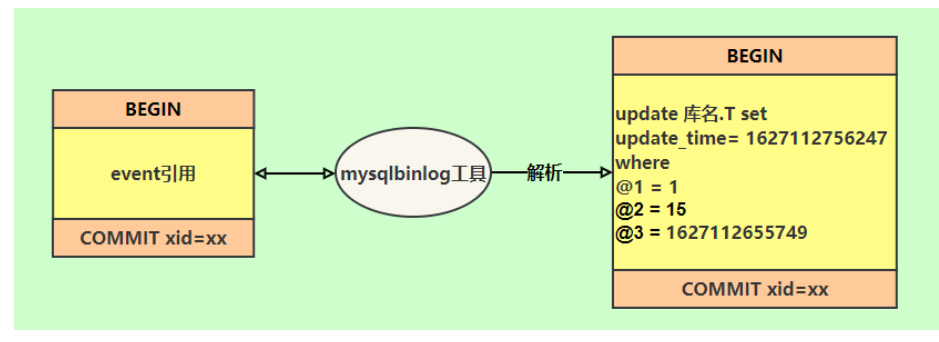 BEGIN
event引用
COMMIT xid=xx
mysqlbinlog工具
解析
BEGIN
update 库名.T set
update_time= 1627112756247
where
@1 = 1
@2 = 15
@3 = 1627112655749
COMMIT xid=xx